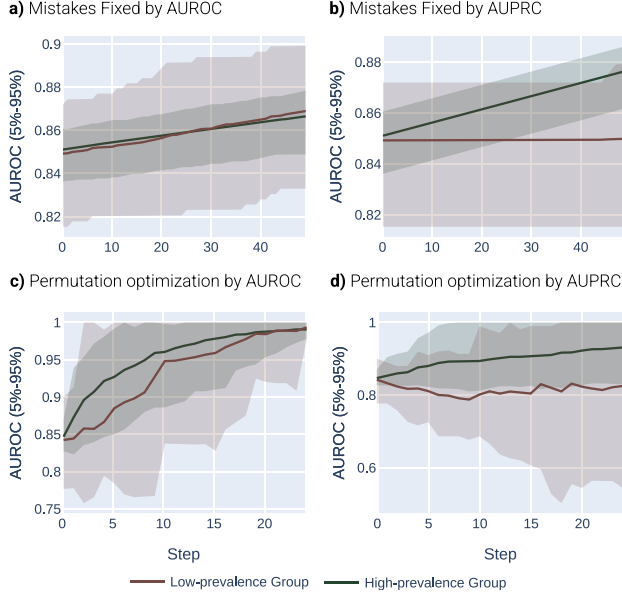 a) Mistakes Fixed by AUROC
b) Mistakes Fixed by AUPRC
AUROC (5%-95%)
0.9
0.88
0.86
0.84
0.82
0 10 20 30 40
AUROC (5%-95%)
0.88
0.86
0.84
0.82
0 20 40
c) Permutation optimization by AUROC
d) Permutation optimization by AUPRC
AUROC (5%-95%)
1
0.95
0.9
0.85
0.8
0.75
0 5 10 15 20
Step
AUROC (5%-95%)
1
0.8
0.6
0 10 20
Step
Low-prevalence Group
High-prevalence Group